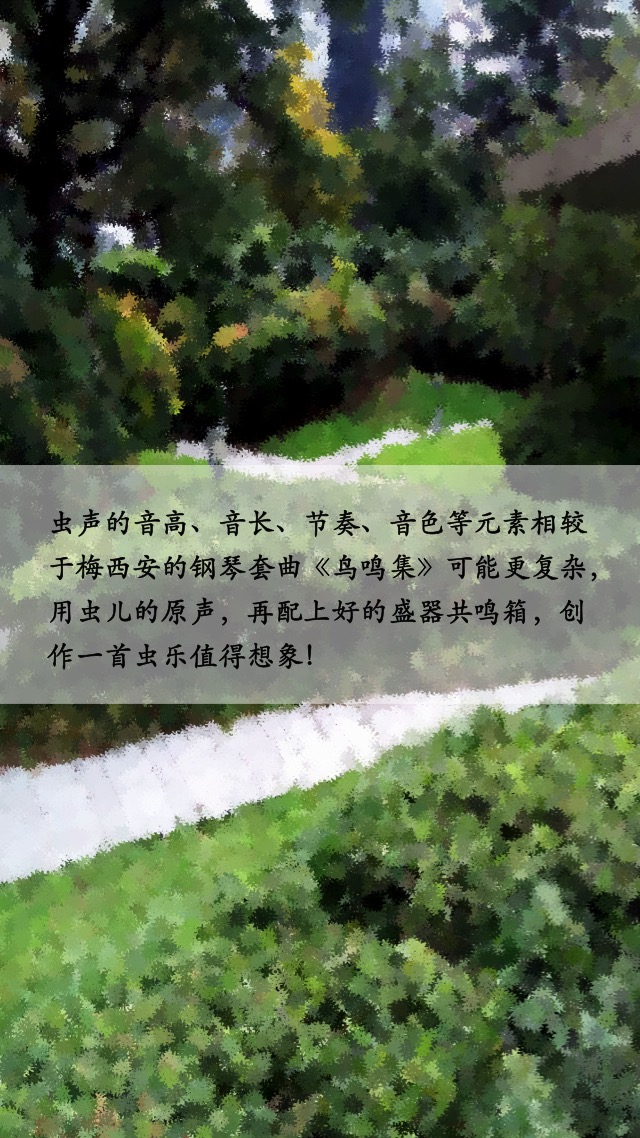 虫声的音高、音长、节奏、音色等元素相较
于梅西安的钢琴套曲《鸟鸣集》可能更复杂，
用虫儿的原声，再配上好的盛器共鸣箱，创
作一首虫乐值得想象！